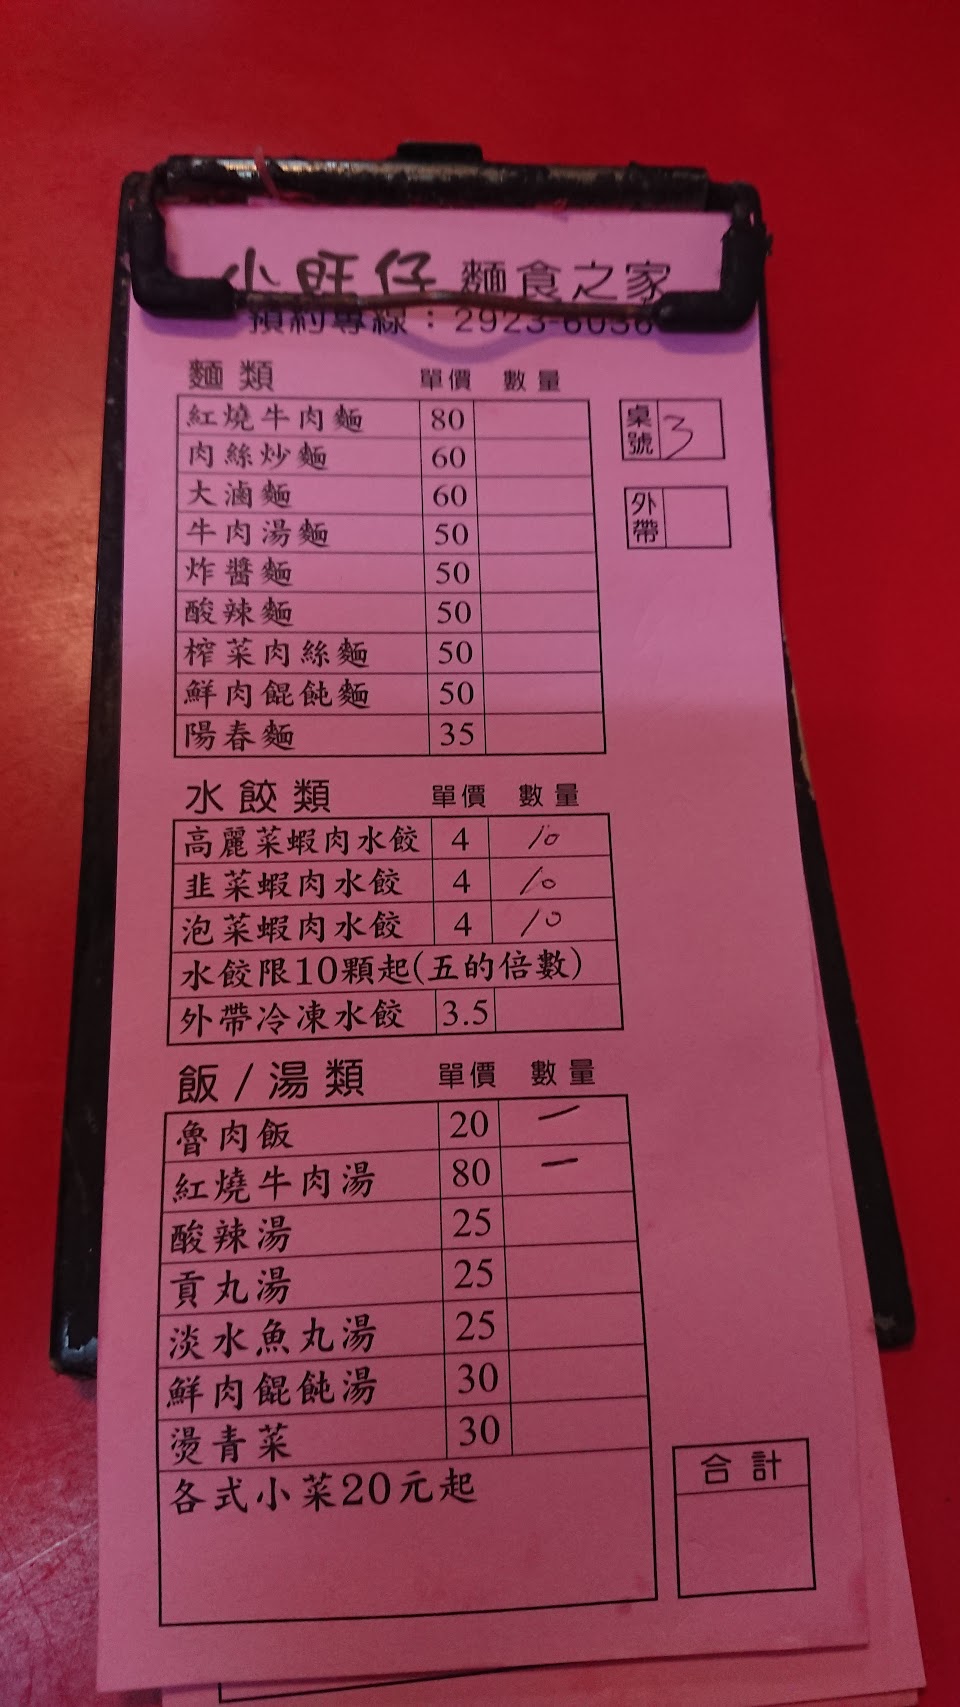 小旺仔 麵食之家
預約專線：2923-6036
麵類 單價 數量
紅燒牛肉麵 80
肉絲炒麵 60
大滷麵 60
牛肉湯麵 50
炸醬麵 50
酸辣麵 50
榨菜肉絲麵 50
鮮肉餛飩麵 50
陽春麵 35
桌號 3
外帶
水餃類 單價 數量
高麗菜蝦肉水餃 4 10
韭菜蝦肉水餃 4 10
泡菜蝦肉水餃 4 10
水餃限10顆起(五的倍數)
外帶冷凍水餃 3.5
飯/湯類 單價 數量
魯肉飯 20 一
紅燒牛肉湯 80 一
酸辣湯 25
貢丸湯 25
淡水魚丸湯 25
鮮肉餛飩湯 30
燙青菜 30
各式小菜20元起
合計